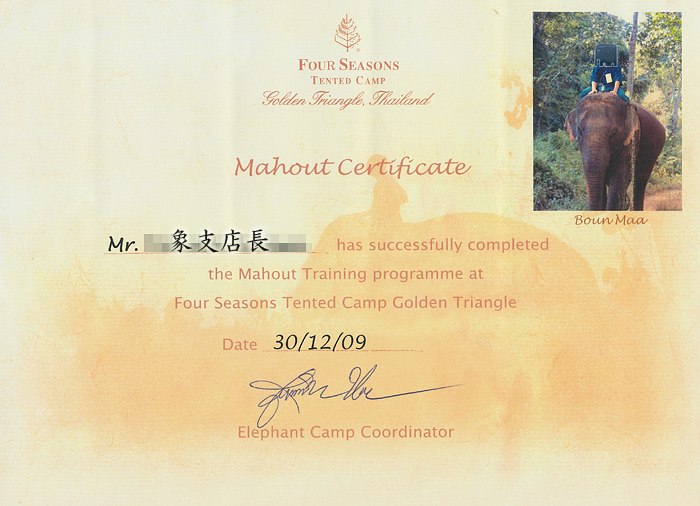 FOUR SEASONS
TENTED CAMP
Golden Triangle, Thailand
Mahout Certificate
Boun Maa
Mr. 象支店長 has successfully completed
the Mahout Training programme at
Four Seasons Tented Camp Golden Triangle
Date 30/12/09
Elephant Camp Coordinator